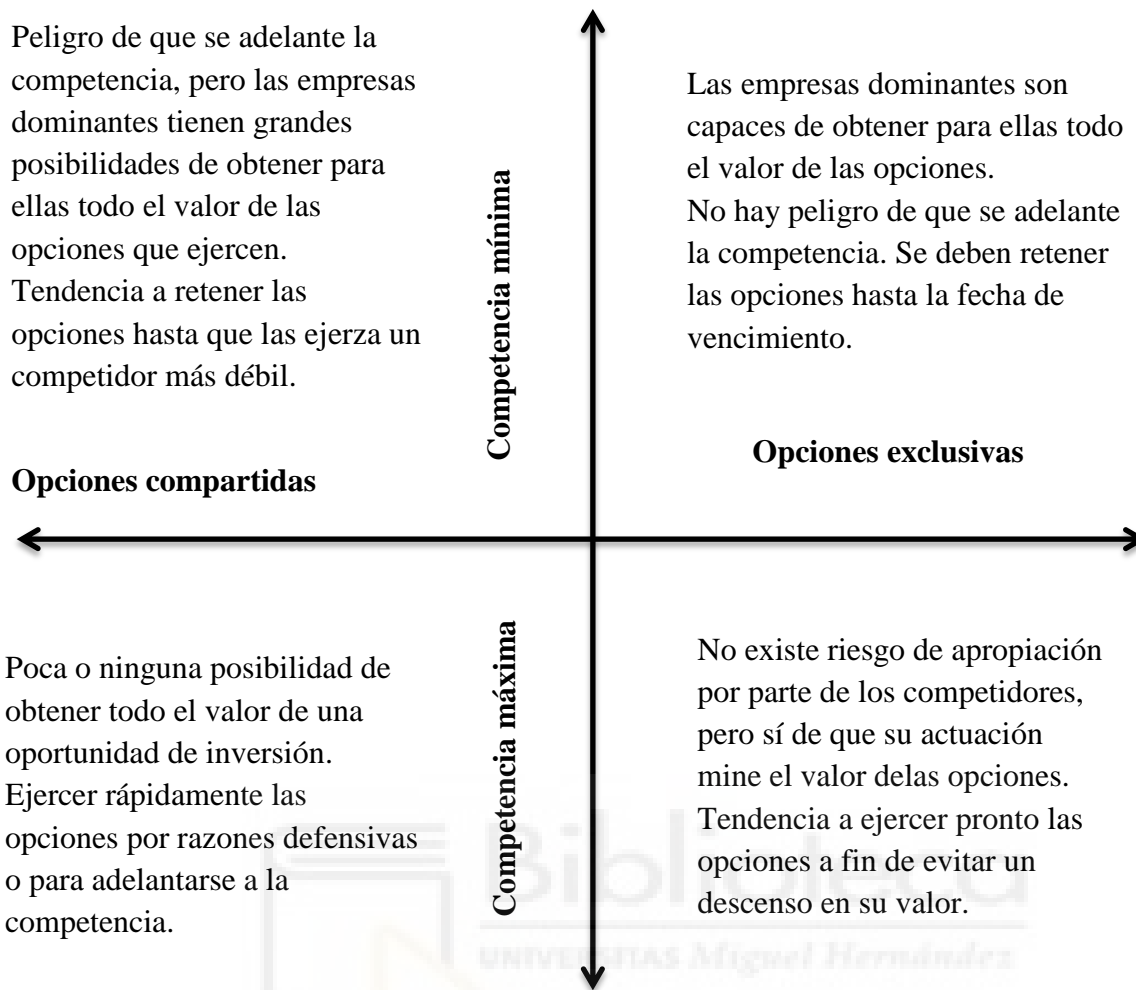 Peligro de que se adelante la
competencia, pero las empresas
dominantes tienen grandes
posibilidades de obtener para
ellas todo el valor de las
opciones que ejercen.
Tendencia a retener las
opciones hasta que las ejerza un
competidor más débil.
Competencia mínima
Las empresas dominantes son
capaces de obtener para ellas todo
el valor de las opciones.
No hay peligro de que se adelante
la competencia. Se deben retener
las opciones hasta la fecha de
vencimiento.
Opciones compartidas
Opciones exclusivas
Poca o ninguna posibilidad de
obtener todo el valor de una
oportunidad de inversión.
Ejercer rápidamente las
opciones por razones defensivas
o para adelantarse a la
competencia.
Competencia máxima
No existe riesgo de apropiación
por parte de los competidores,
pero sí de que su actuación
mine el valor delas opciones.
Tendencia a ejercer pronto las
opciones a fin de evitar un
descenso en su valor.
Biblioteca
UNIVERSITAS Miguel Hernández